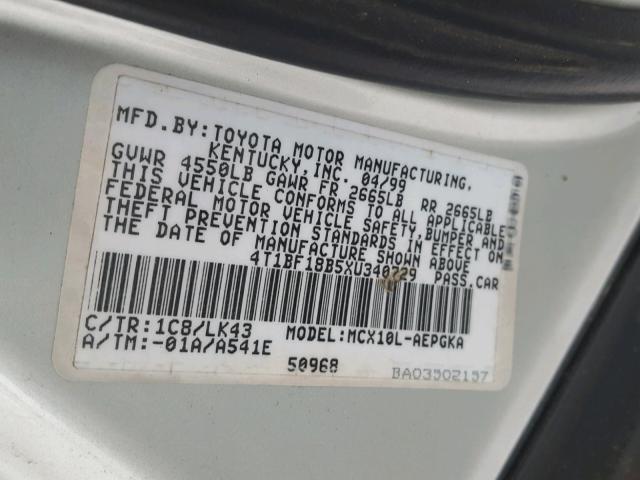 MFD.BY:TOYOTA MOTOR MANUFACTURING,
KENTUCKY,INC. 04/99
GVWR 4550LB GAWR FR 2665LB RR 2665LB
THIS VEHICLE CONFORMS TO ALL APPLICABLE
FEDERAL MOTOR VEHICLE SAFETY,BUMPER AND
THEFT PREVENTION STANDARDS IN EFFECT ON
THE DATE OF MANUFACTURE SHOWN ABOVE
4T1BF18B5XU340729 PASS.CAR
C/TR:1C8/LK43 MODEL:MCX10L-AEPGKA
A/TM:-01A/A541E
50968 BA03502157